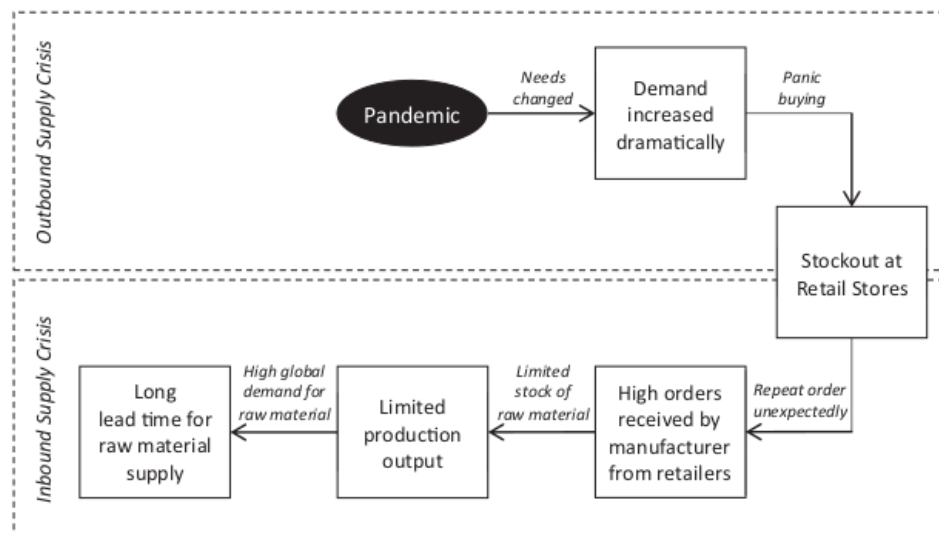 Outbound Supply Crisis
Pandemic
Needs
changed
Demand
increased
dramatically
Panic
buying
Stockout at
Retail Stores
Inbound Supply Crisis
Repeat order
unexpectedly
High orders
received by
manufacturer
from retailers
Limited
stock of
raw material
Limited
production
output
High global
demand for
raw material
Long
lead time for
raw material
supply